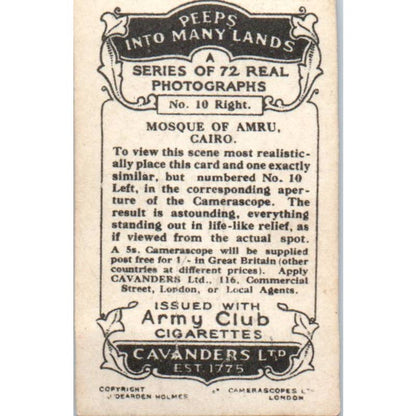 PEEPS
INTO MANY LANDS
A
SERIES OF 72 REAL
PHOTOGRAPHS
No. 10 Right.
MOSQUE OF AMRU,
CAIRO.
To view this scene most realistic-
ally place this card and one exactly
similar, but numbered No. 10
Left, in the corresponding aper-
ture of the Camerascope. The
result is astounding, everything
standing out in life-like relief, as
if viewed from the actual spot.
A 5s. Camerascope will be supplied
post free for 1/- in Great Britain (other
countries at different prices). Apply
CAVANDERS Ltd., 116, Commercial
Street, London, or Local Agents.
ISSUED WITH
Army Club
CIGARETTES
CAVANDERS LTD
EST. 1775
COPYRIGHT
J DEARDEN HOLMES
CAMERASCOPES LTD
LONDON